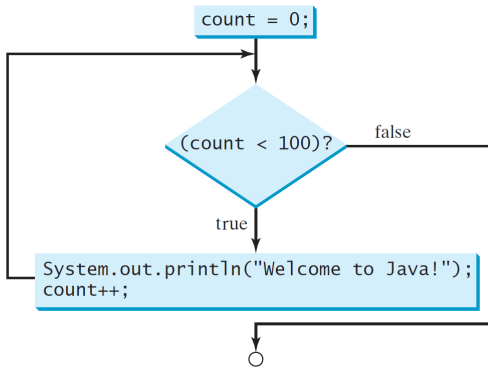 count = 0;
(count < 100)?
false
true
System.out.println("Welcome to Java!");
count++;